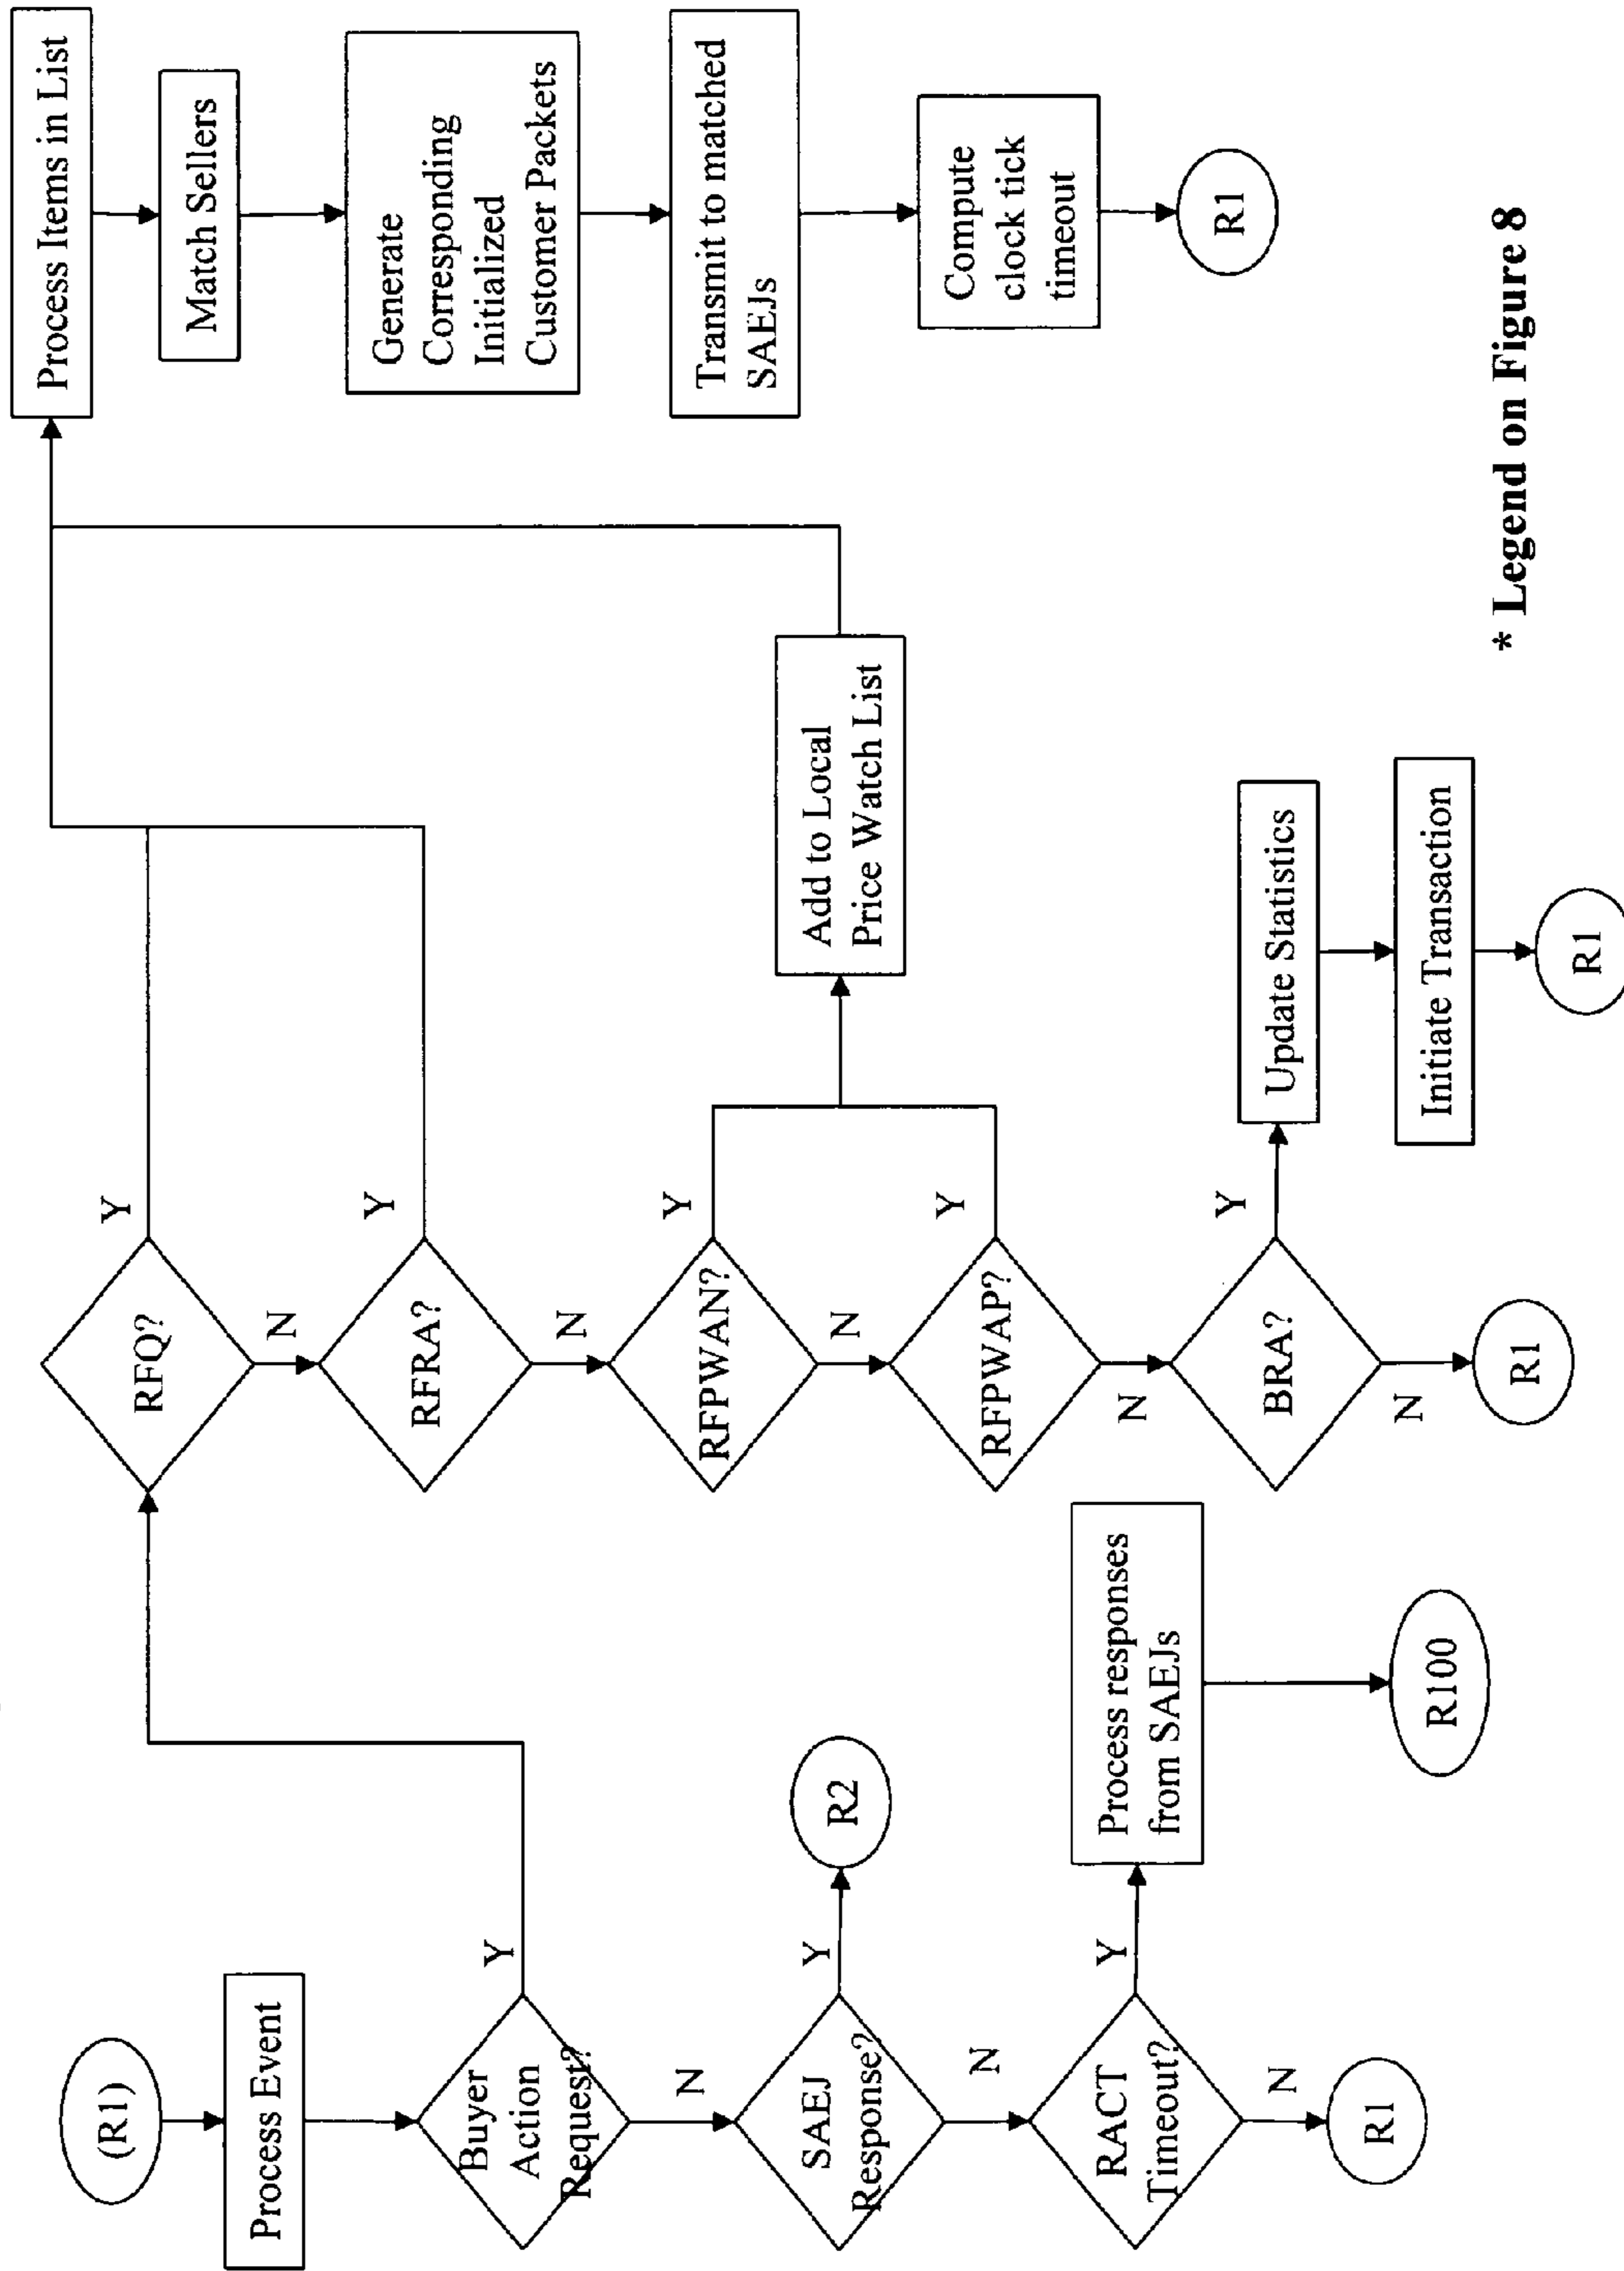 (R1)
Process Event
Buyer
Action
Request?
Y
N
SAEJ
Response?
Y
R2
N
RACT
Timeout?
Y
Process responses
from SAEJs
R100
N
R1
RFQ?
Y
N
RFRA?
Y
N
RFPWAN?
Y
N
RFPWAP?
Y
N
BRA?
Y
N
R1
Add to Local
Price Watch List
Update Statistics
Initiate Transaction
R1
Process Items in List
Match Sellers
Generate
Corresponding
Initialized
Customer Packets
Transmit to matched
SAEJs
Compute
clock tick
timeout
R1
* Legend on Figure 8